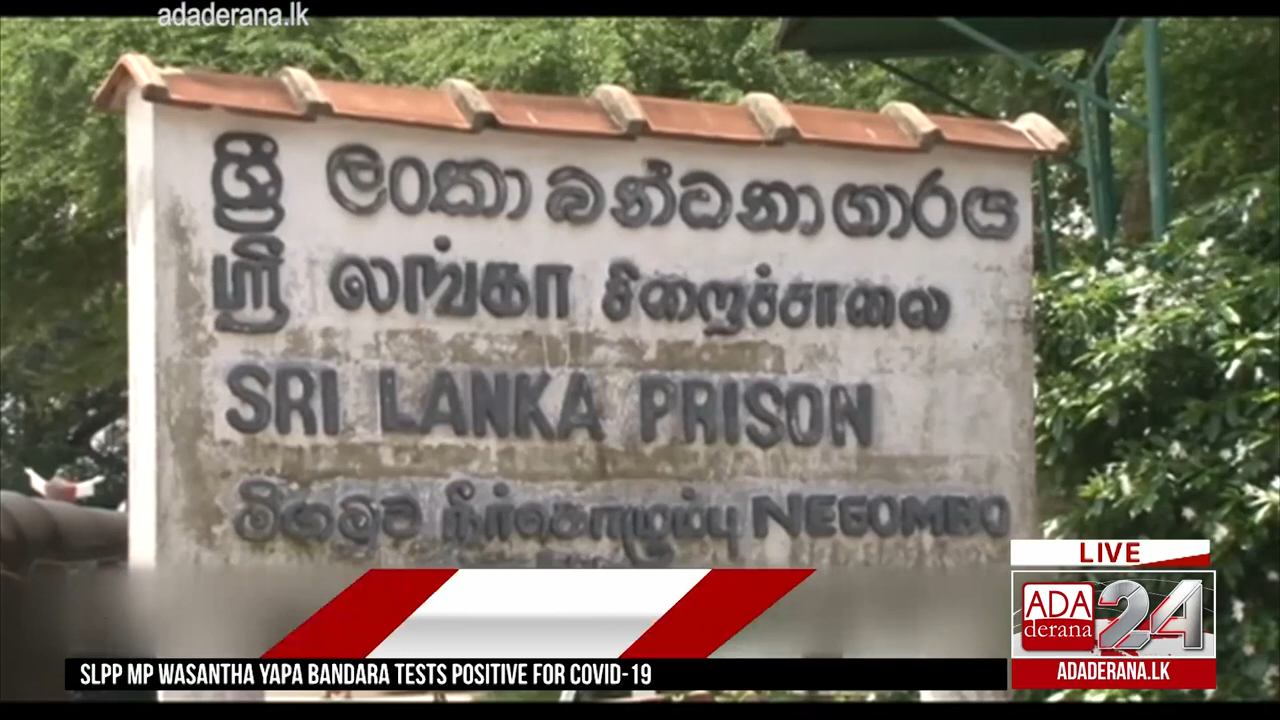 adaderana.lk
ශ්‍රී ලංකා බන්ධනාගාරය
ஸ்ரீ லங்கா சிறைச்சாலை
SRI LANKA PRISON
මීගමුව நீர்கொழும்பு NEGOMBO
LIVE
ADA
derana 24
ADADERANA.LK
SLPP MP WASANTHA YAPA BANDARA TESTS POSITIVE FOR COVID-19